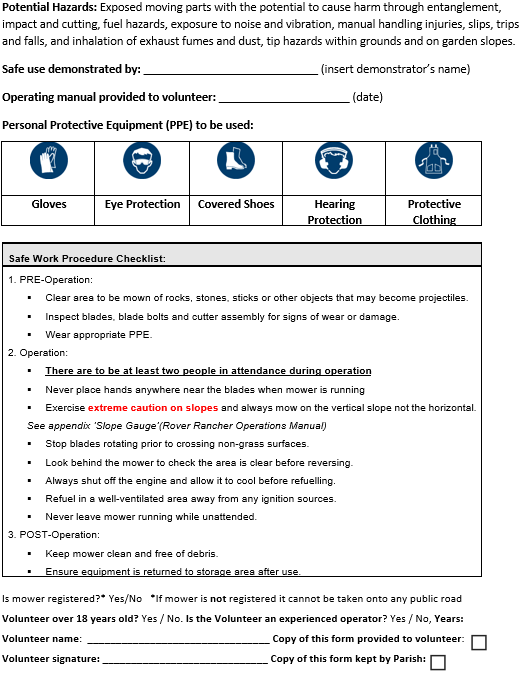 Potential Hazards: Exposed moving parts with the potential to cause harm through entanglement,
impact and cutting, fuel hazards, exposure to noise and vibration, manual handling injuries, slips, trips
and falls, and inhalation of exhaust fumes and dust, tip hazards within grounds and on garden slopes.
Safe use demonstrated by: ______________________________ (insert demonstrator's name)
Operating manual provided to volunteer: ______________________ (date)
Personal Protective Equipment (PPE) to be used:
Gloves Eye Protection Covered Shoes Hearing Protection Protective Clothing
Safe Work Procedure Checklist:
1. PRE-Operation:
▪ Clear area to be mown of rocks, stones, sticks or other objects that may become projectiles.
▪ Inspect blades, blade bolts and cutter assembly for signs of wear or damage.
▪ Wear appropriate PPE.
2. Operation:
▪ There are to be at least two people in attendance during operation
▪ Never place hands anywhere near the blades when mower is running
▪ Exercise extreme caution on slopes and always mow on the vertical slope not the horizontal.
See appendix 'Slope Gauge'(Rover Rancher Operations Manual)
▪ Stop blades rotating prior to crossing non-grass surfaces.
▪ Look behind the mower to check the area is clear before reversing.
▪ Always shut off the engine and allow it to cool before refuelling.
▪ Refuel in a well-ventilated area away from any ignition sources.
▪ Never leave mower running while unattended.
3. POST-Operation:
▪ Keep mower clean and free of debris.
▪ Ensure equipment is returned to storage area after use.
Is mower registered?* Yes/No *If mower is not registered it cannot be taken onto any public road
Volunteer over 18 years old? Yes / No. Is the Volunteer an experienced operator? Yes / No, Years:
Volunteer name: ______________________________ Copy of this form provided to volunteer: ☐
Volunteer signature: ___________________________ Copy of this form kept by Parish: ☐